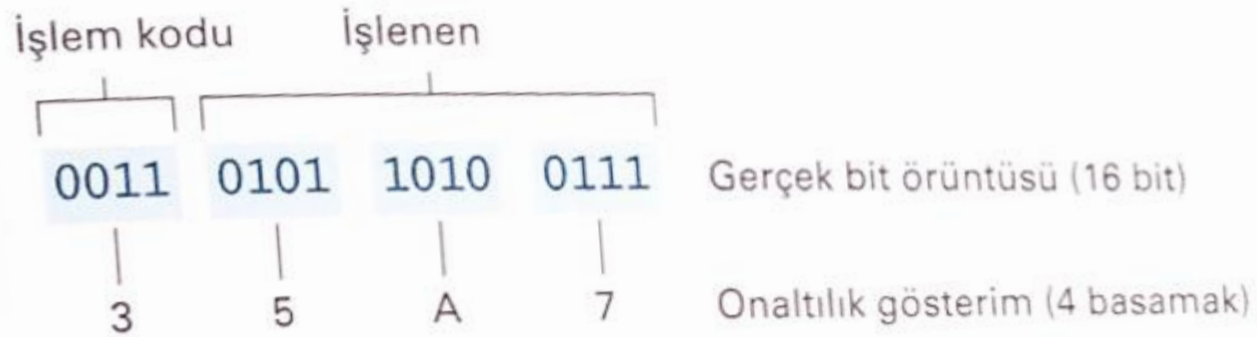 İşlem kodu İşlenen
0011 0101 1010 0111 Gerçek bit örüntüsü (16 bit)
3 5 A 7 Onaltılık gösterim (4 basamak)